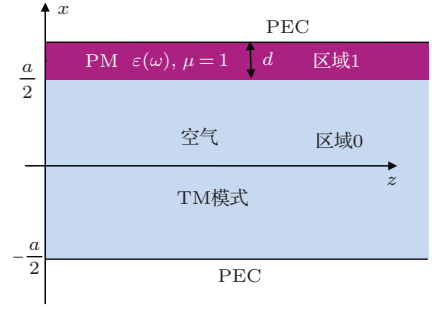 x
PEC
PM ε(ω), μ = 1 d 区域1
a/2
空气 区域0
z
TM模式
−a/2
PEC